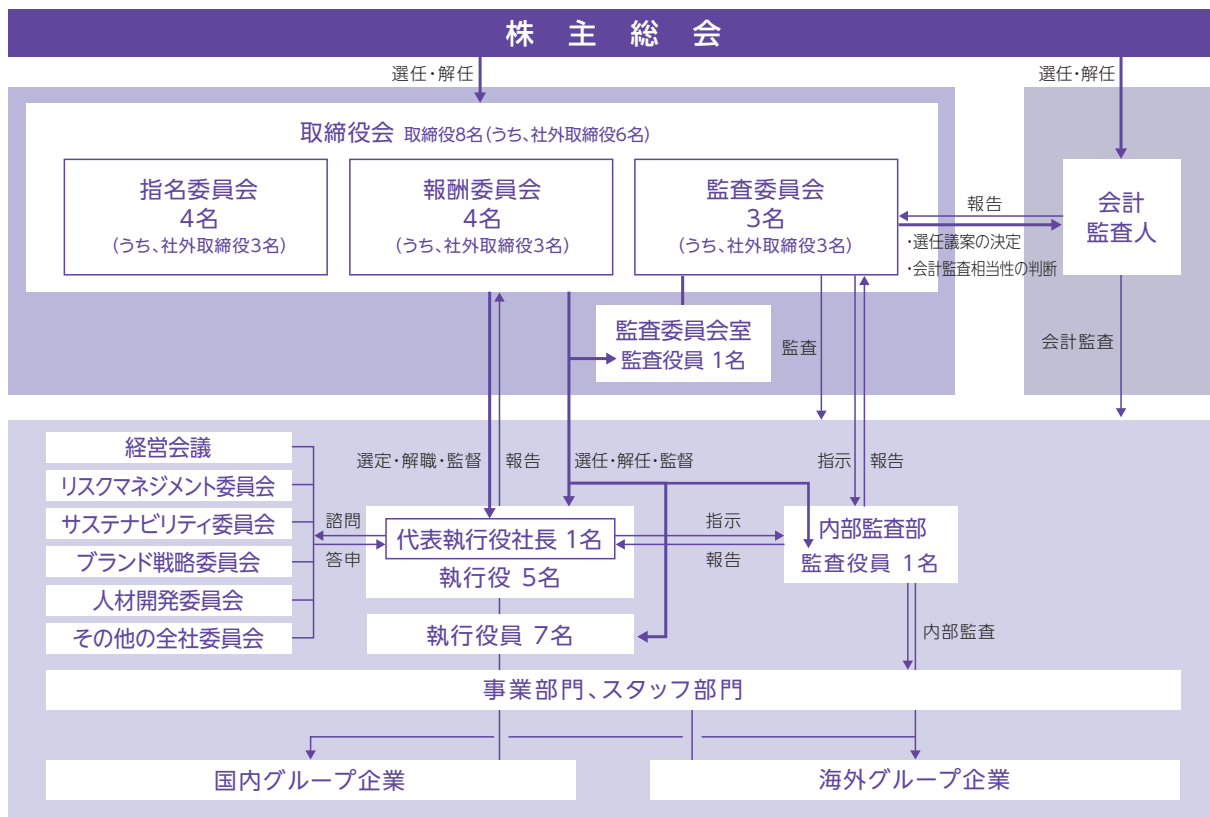 株主総会
選任・解任
選任・解任
取締役会 取締役8名(うち、社外取締役6名)
指名委員会
4名
(うち、社外取締役3名)
報酬委員会
4名
(うち、社外取締役3名)
監査委員会
3名
(うち、社外取締役3名)
報告
・選任議案の決定
・会計監査相当性の判断
会計
監査人
監査委員会室
監査役員 1名
監査
会計監査
経営会議
リスクマネジメント委員会
サステナビリティ委員会
ブランド戦略委員会
人材開発委員会
その他の全社委員会
選定・解職・監督
報告
選任・解任・監督
指示
報告
諮問
答申
代表執行役社長 1名
執行役 5名
執行役員 7名
指示
報告
内部監査部
監査役員 1名
内部監査
事業部門、スタッフ部門
国内グループ企業
海外グループ企業